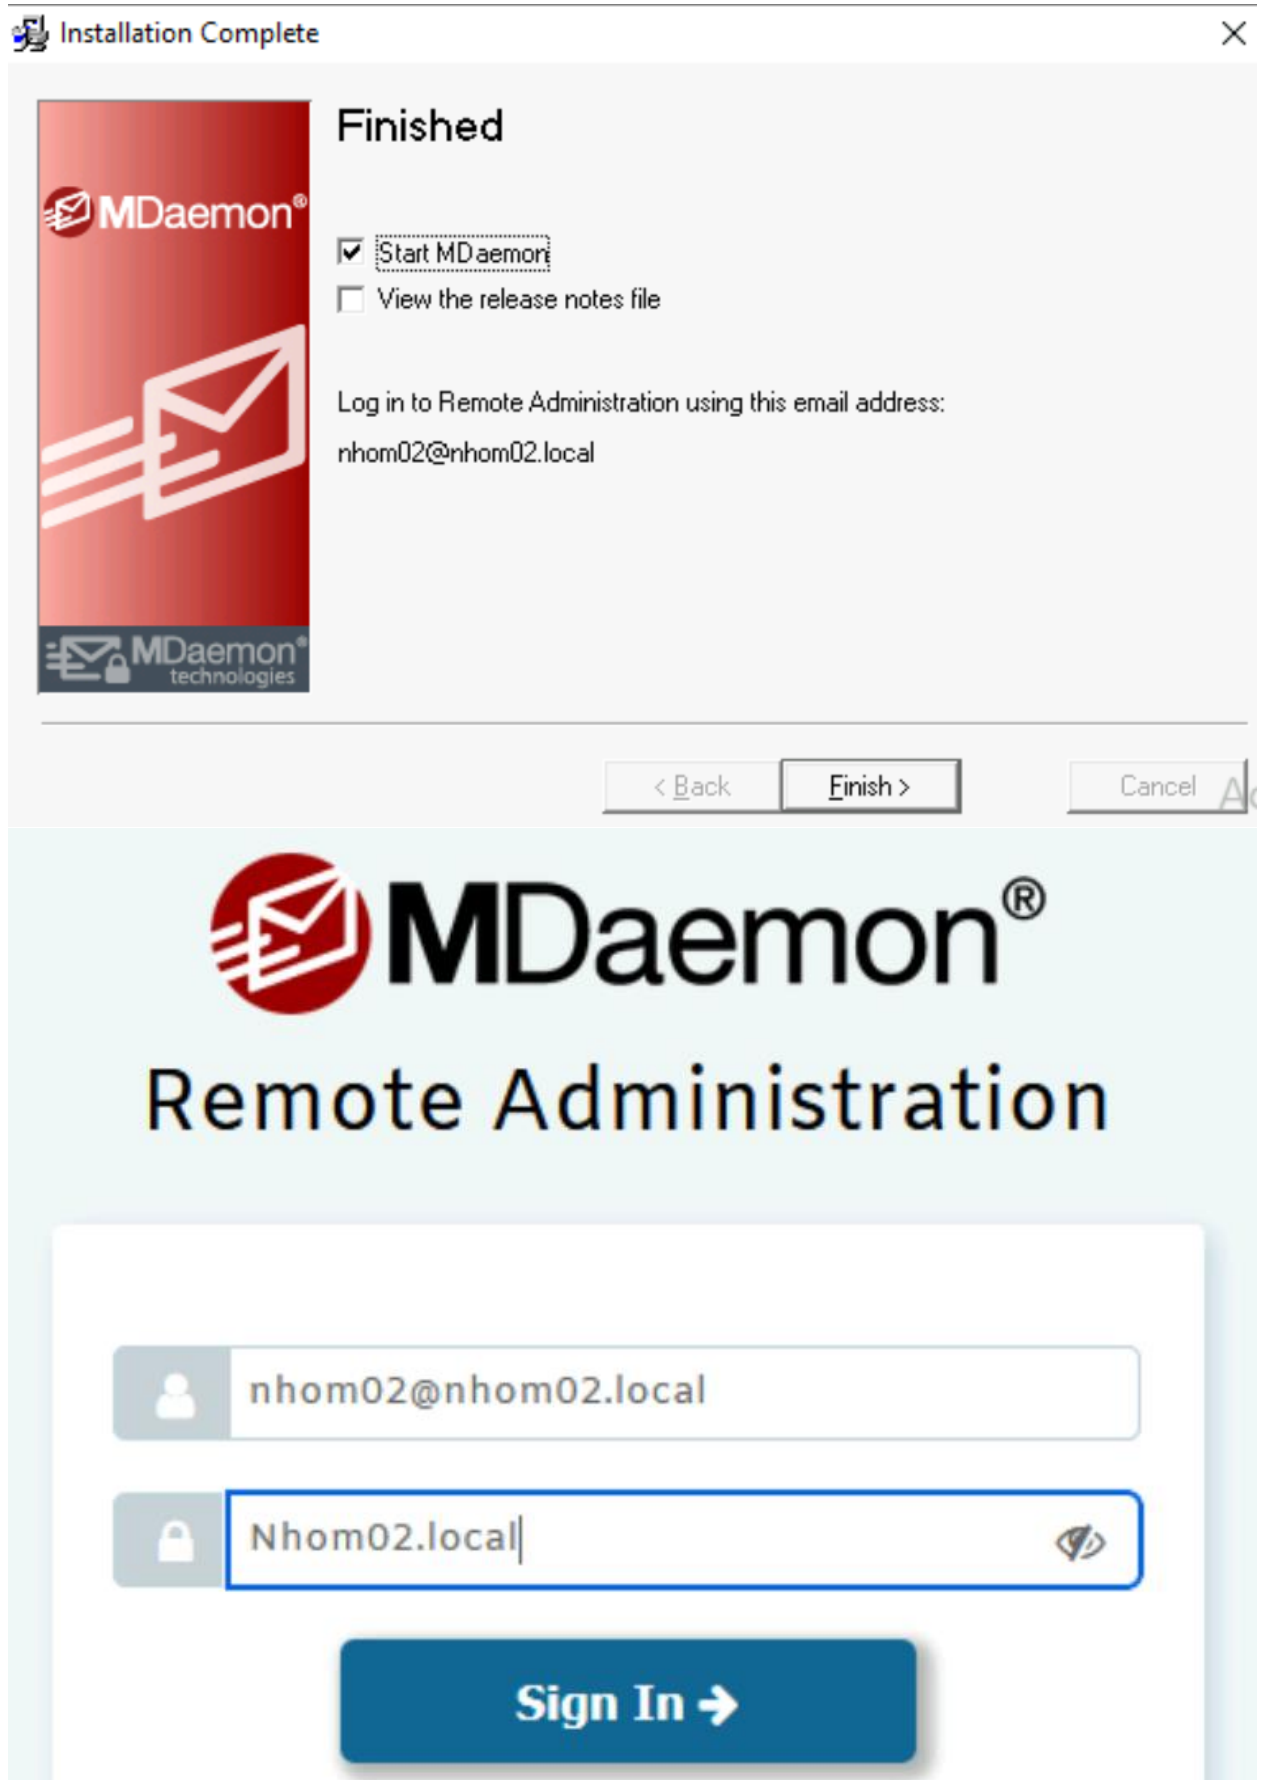 Installation Complete
Finished
MDaemon®
Start MDaemon
View the release notes file
Log in to Remote Administration using this email address:
nhom02@nhom02.local
MDaemon®
technologies
< Back
Finish >
Cancel
MDaemon®
Remote Administration
nhom02@nhom02.local
Nhom02.local
Sign In